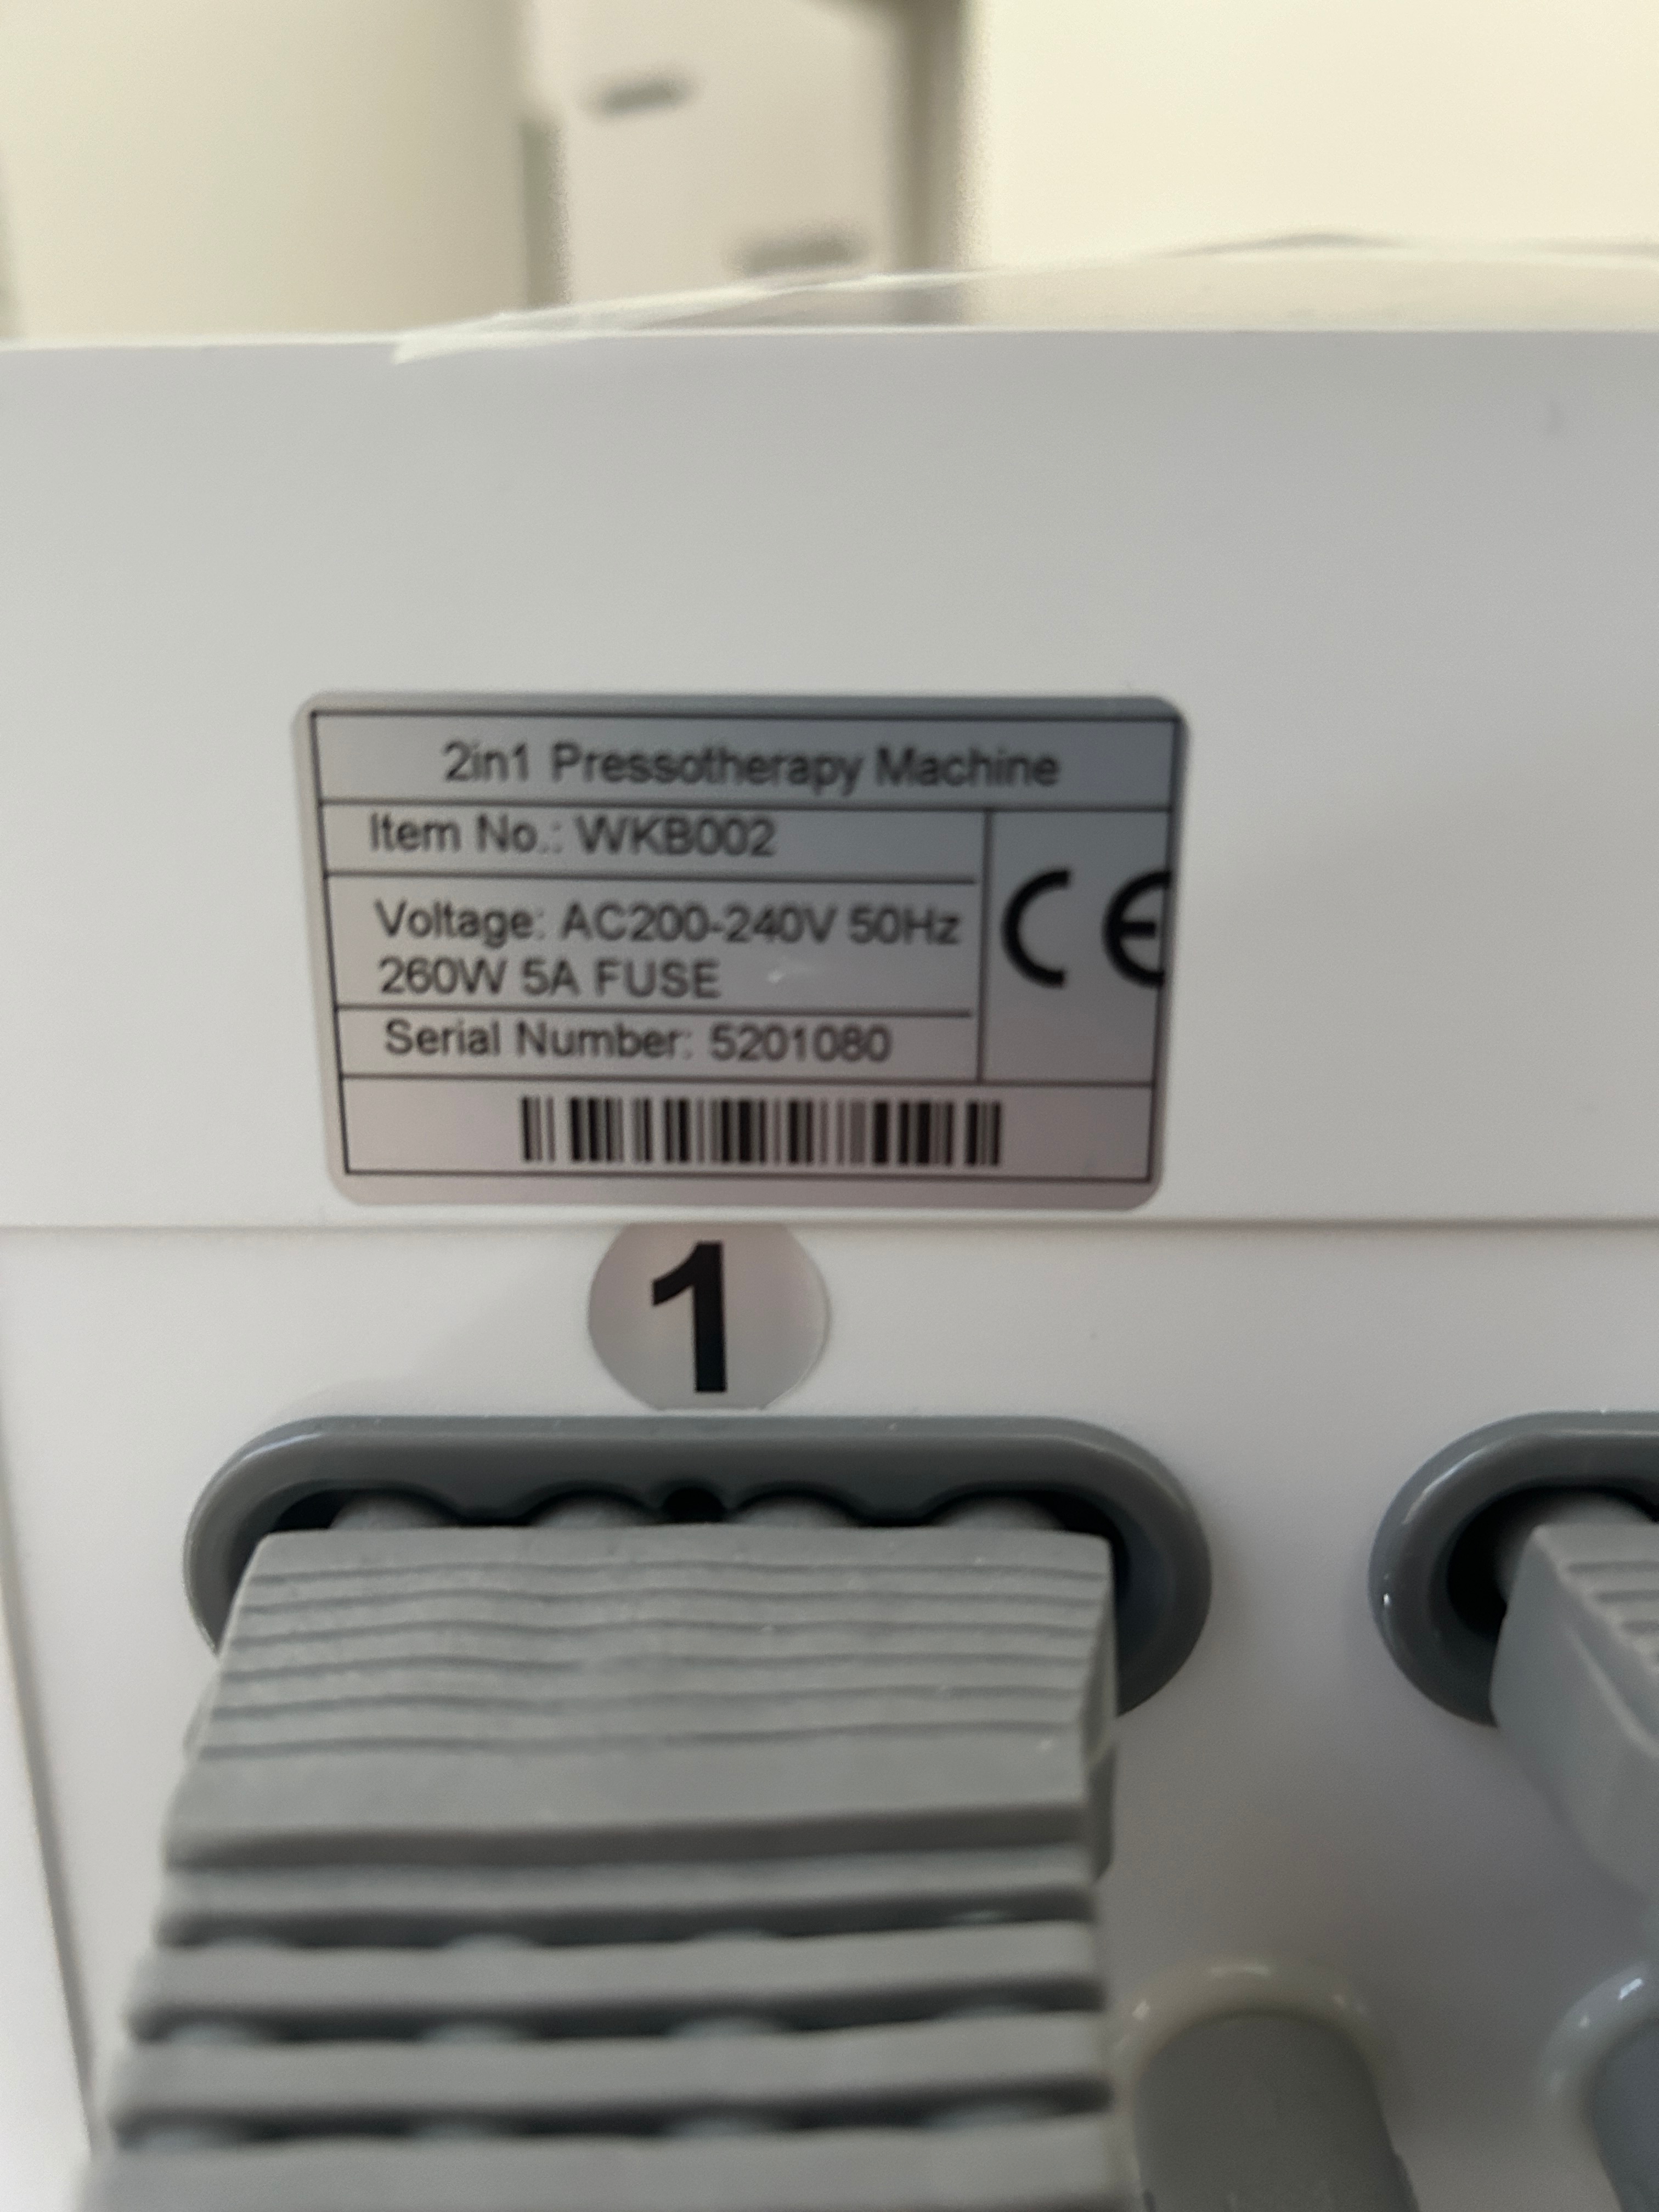 2in1 Pressotherapy Machine
Item No.: WKB002
Voltage: AC200-240V 50Hz
260W 5A FUSE
CE
Serial Number: 5201080
1